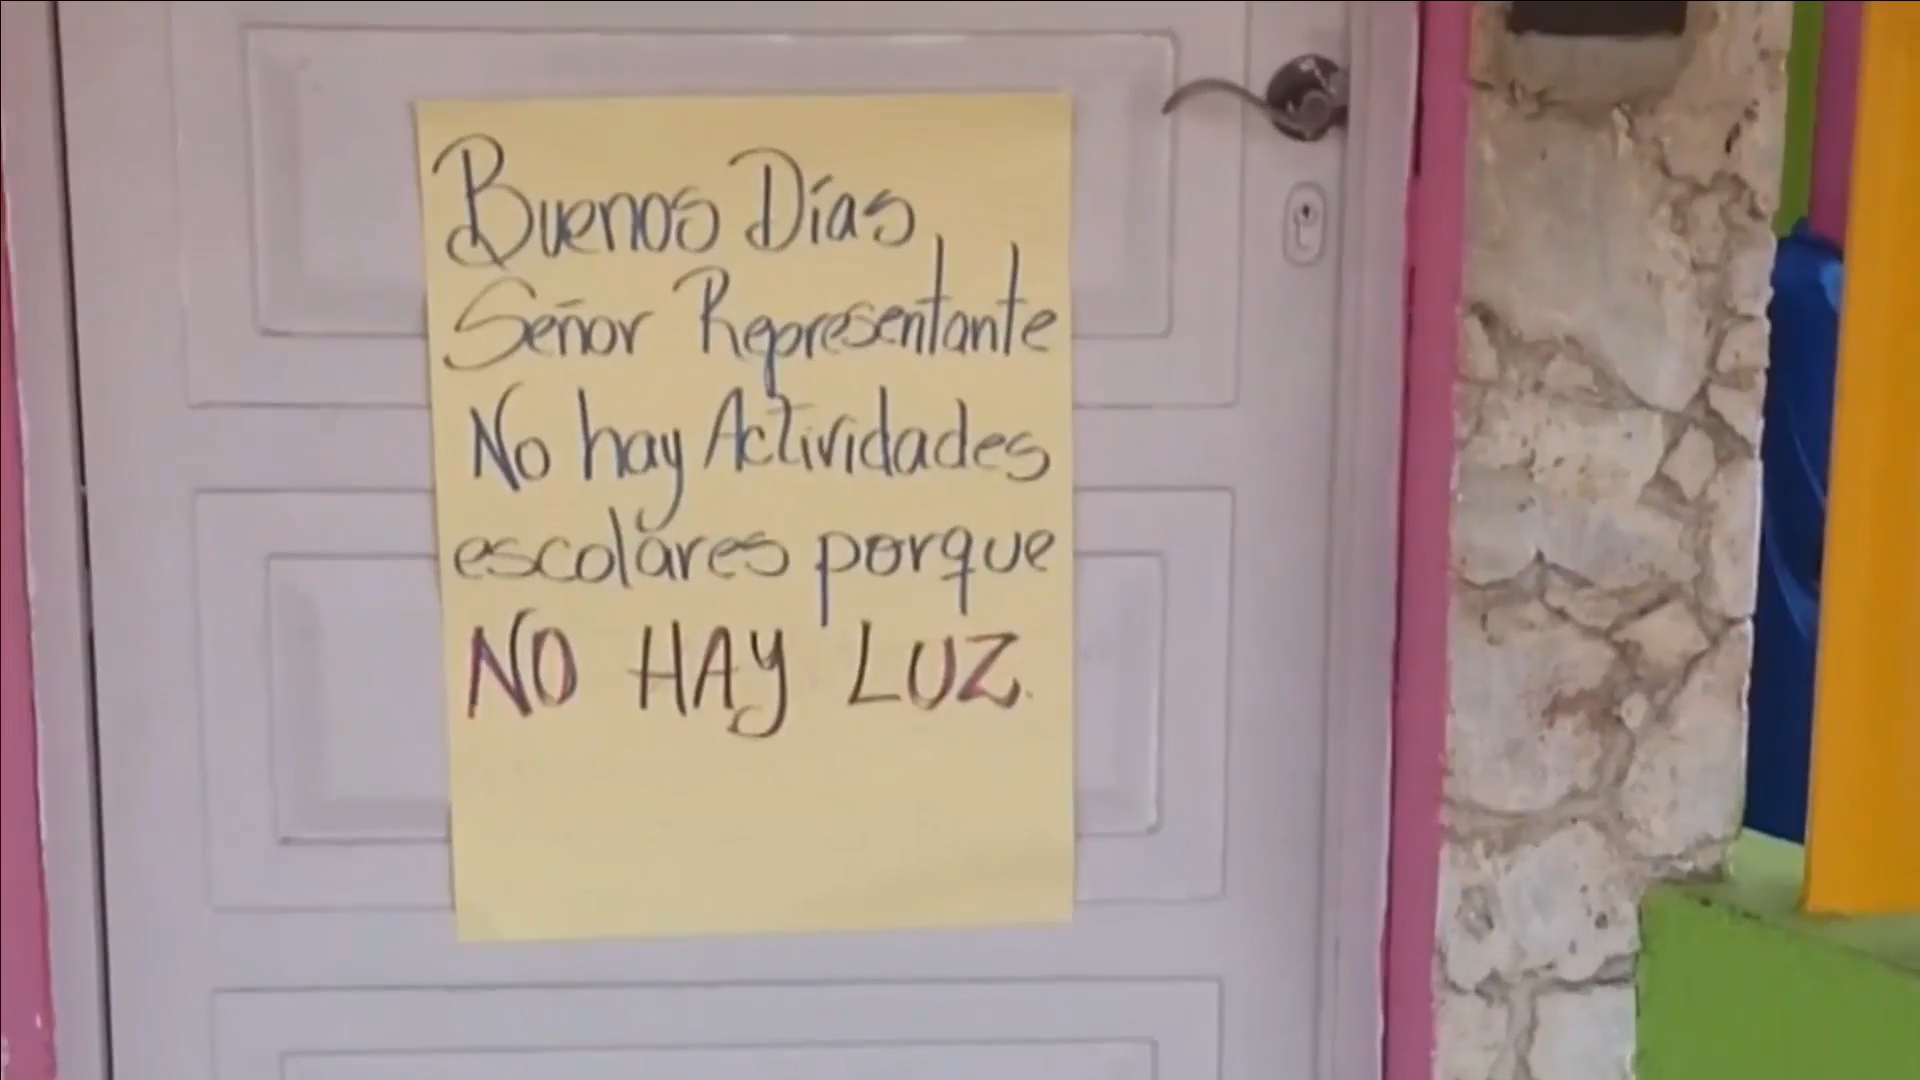 Buenos Días
Señor Representante
No hay Actividades
escolares porque
NO HAY LUZ.